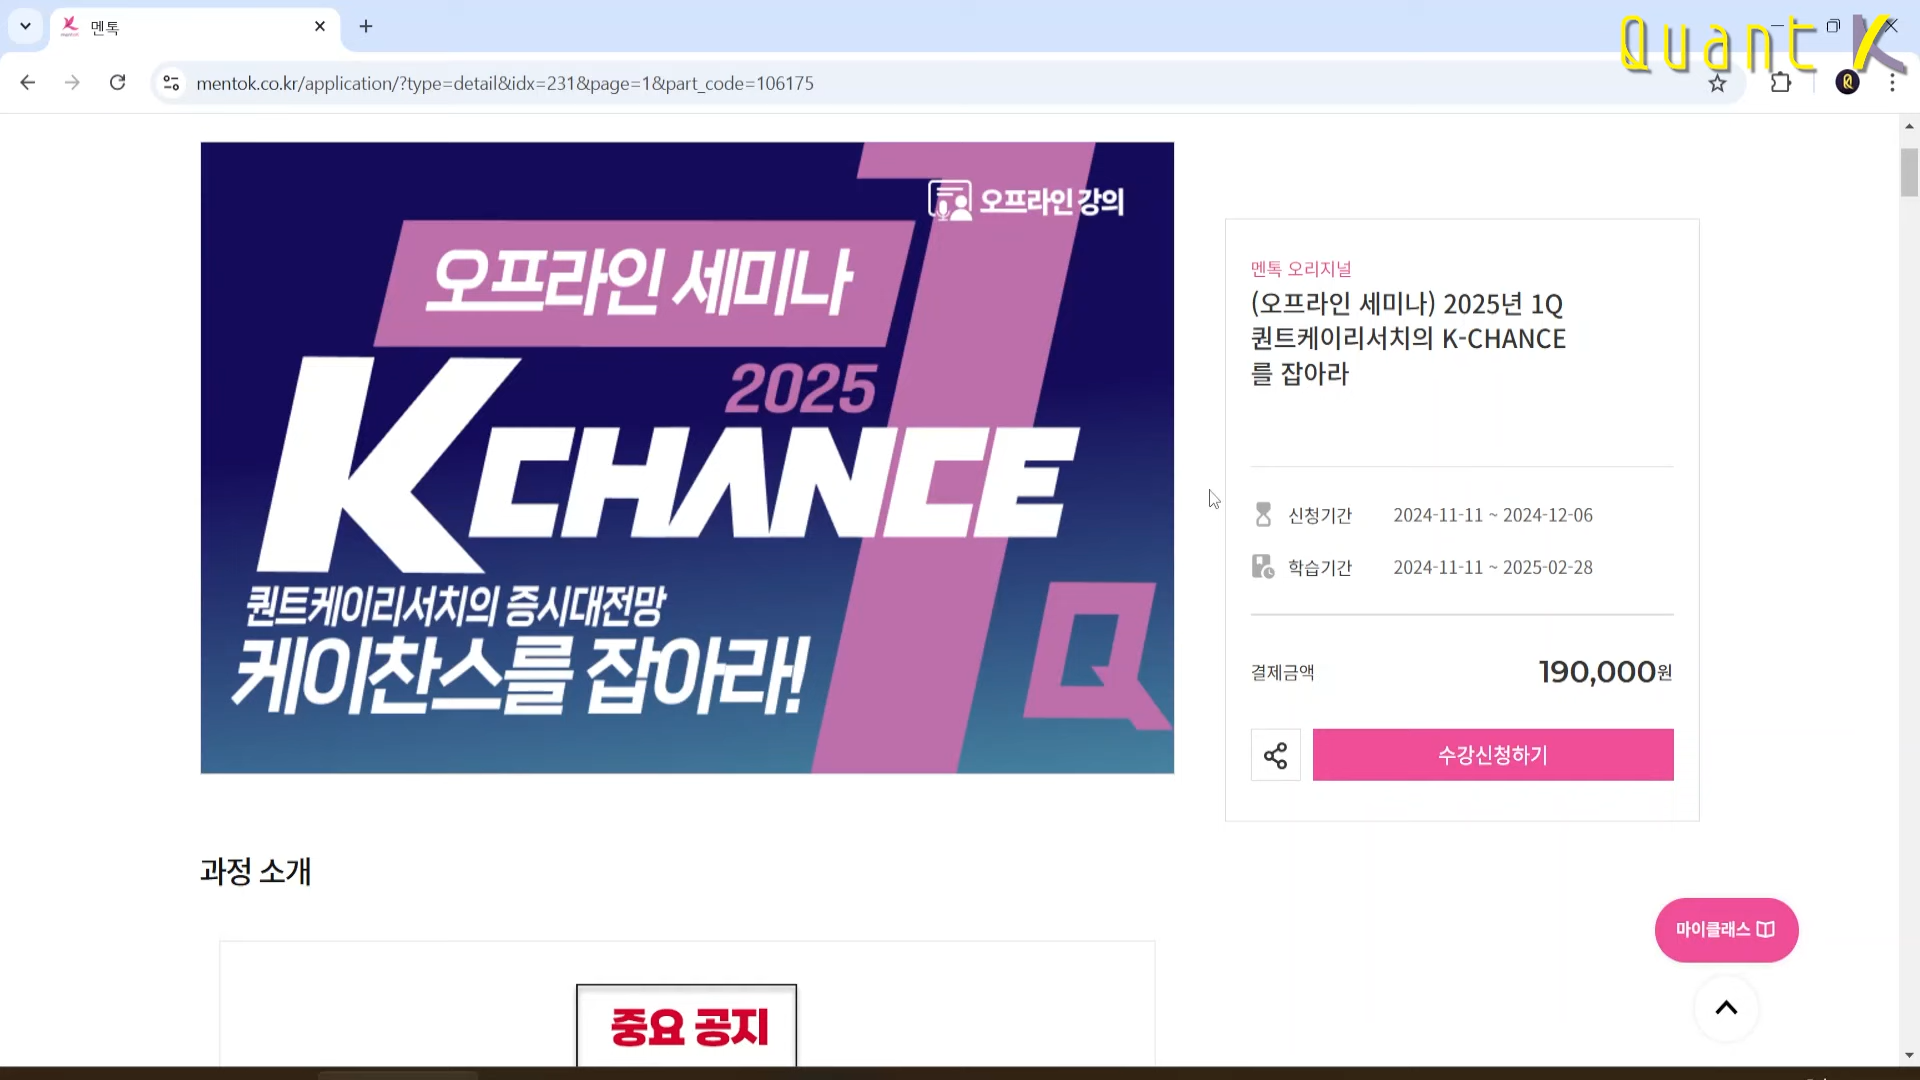 멘톡
Quant K
mentok.co.kr/application/?type=detail&idx=231&page=1&part_code=106175
오프라인 강의
오프라인 세미나
2025
K CHANCE
1Q
퀀트케이리서치의 증시대전망
케이찬스를 잡아라!
멘톡 오리지널
(오프라인 세미나) 2025년 1Q
퀀트케이리서치의 K-CHANCE
를 잡아라
신청기간 2024-11-11 ~ 2024-12-06
학습기간 2024-11-11 ~ 2025-02-28
결제금액 190,000원
수강신청하기
과정 소개
마이클래스
중요 공지